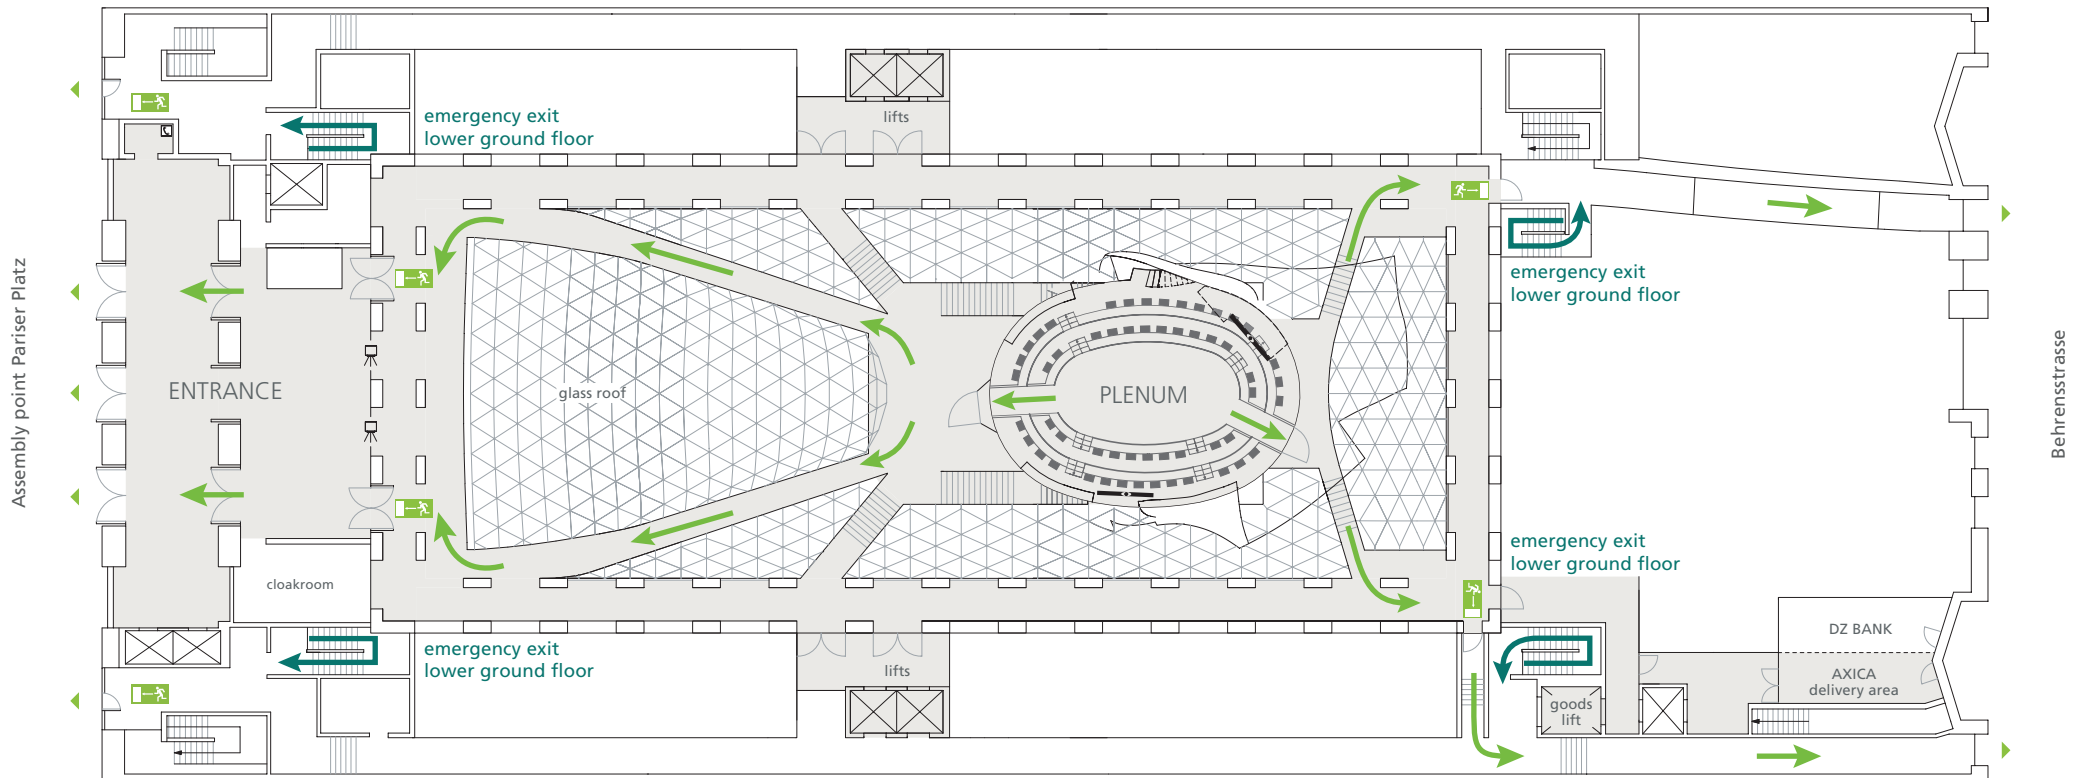 emergency exit
lower ground floor
lifts
Assembly point Pariser Platz
ENTRANCE
glass roof
PLENUM
emergency exit
lower ground floor
Behrensstrasse
emergency exit
lower ground floor
cloakroom
emergency exit
lower ground floor
lifts
DZ BANK
AXICA
delivery area
goods
lift